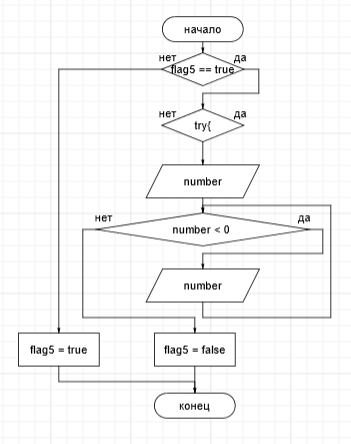 начало
нет
да
flag5 == true
нет
да
try{
number
нет
да
number < 0
number
flag5 = true
flag5 = false
конец